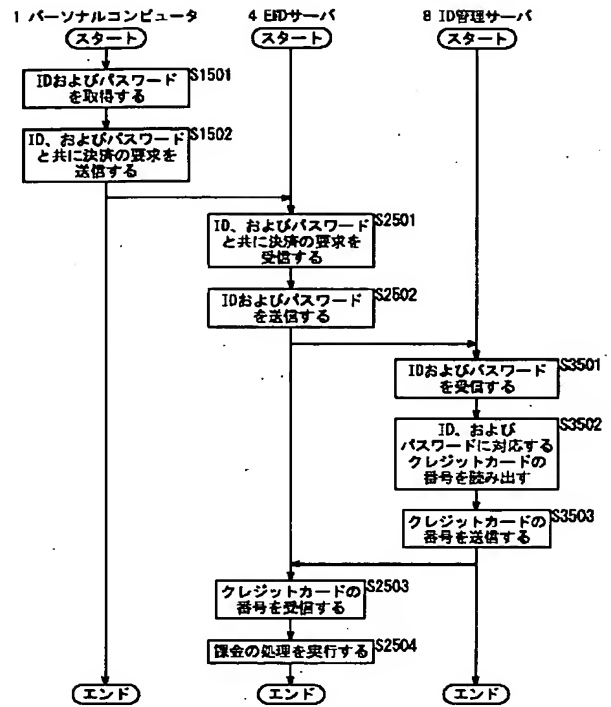 1 パーソナルコンピュータ
4 EMDサーバ
8 ID管理サーバ
スタート
スタート
スタート
IDおよびパスワード
を取得する
S1501
ID、およびパスワード
と共に決済の要求を
送信する
S1502
ID、およびパスワード
と共に決済の要求を
受信する
S2501
IDおよびパスワード
を送信する
S2502
IDおよびパスワード
を受信する
S3501
ID、および
パスワードに対応する
クレジットカードの
番号を読み出す
S3502
クレジットカードの
番号を送信する
S3503
クレジットカードの
番号を受信する
S2503
課金の処理を実行する
S2504
エンド
エンド
エンド